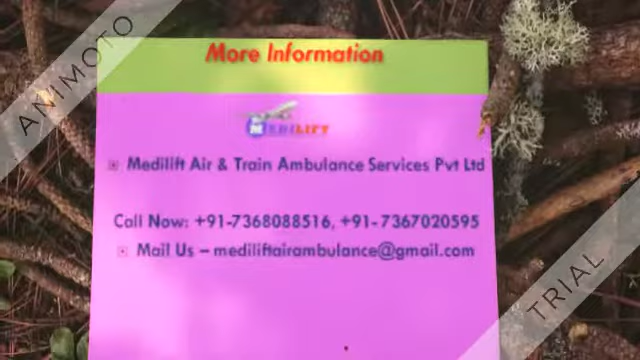 ANIMOTO
More Information
MEDILIFT
Medilift Air & Train Ambulance Services Pvt Ltd
Call Now: +91-7368088516, +91- 7367020595
Mail Us – mediliftairambulance@gmail.com
TRIAL